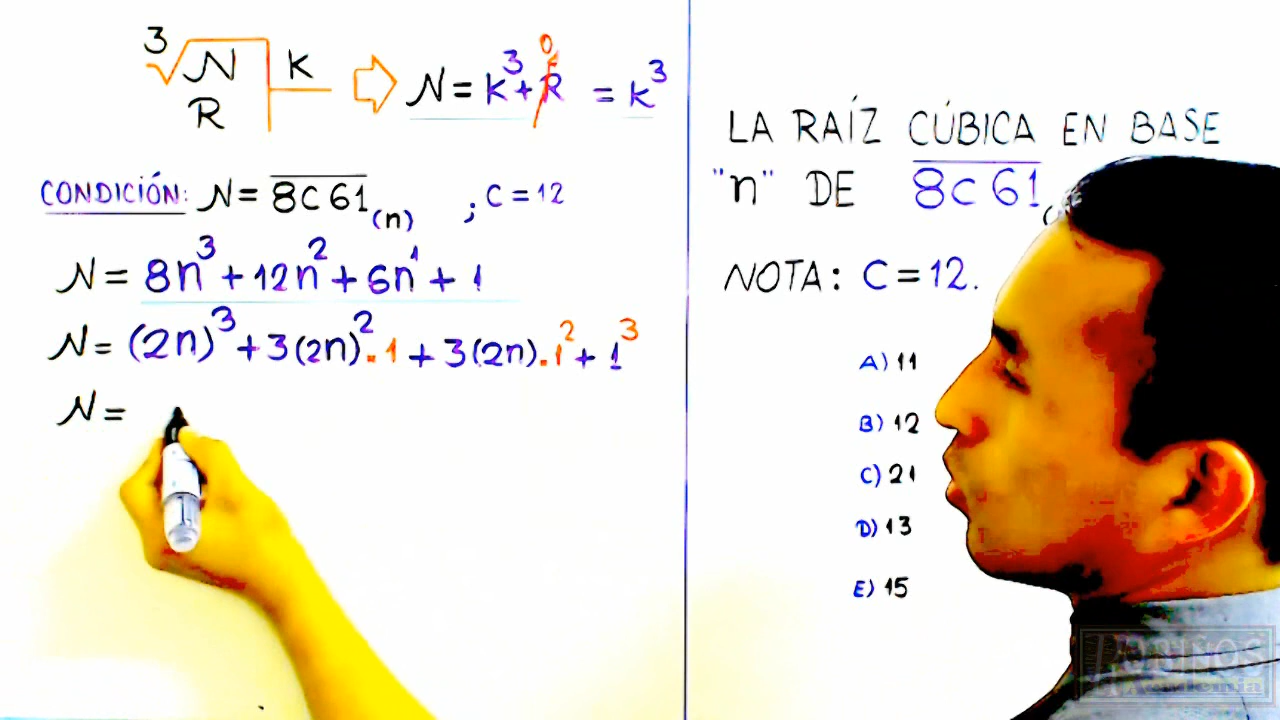 ³√N | K ⇨ N = K³ + R⁰ = K³
R
CONDICIÓN: N = 8C61(n) ; C = 12
N = 8n³ + 12n² + 6n¹ + 1
N = (2n)³ + 3(2n)².1 + 3(2n).1² + 1³
N =
LA RAÍZ CÚBICA EN BASE
"n" DE 8C61(
NOTA: C = 12.
A) 11
B) 12
C) 21
D) 13
E) 15